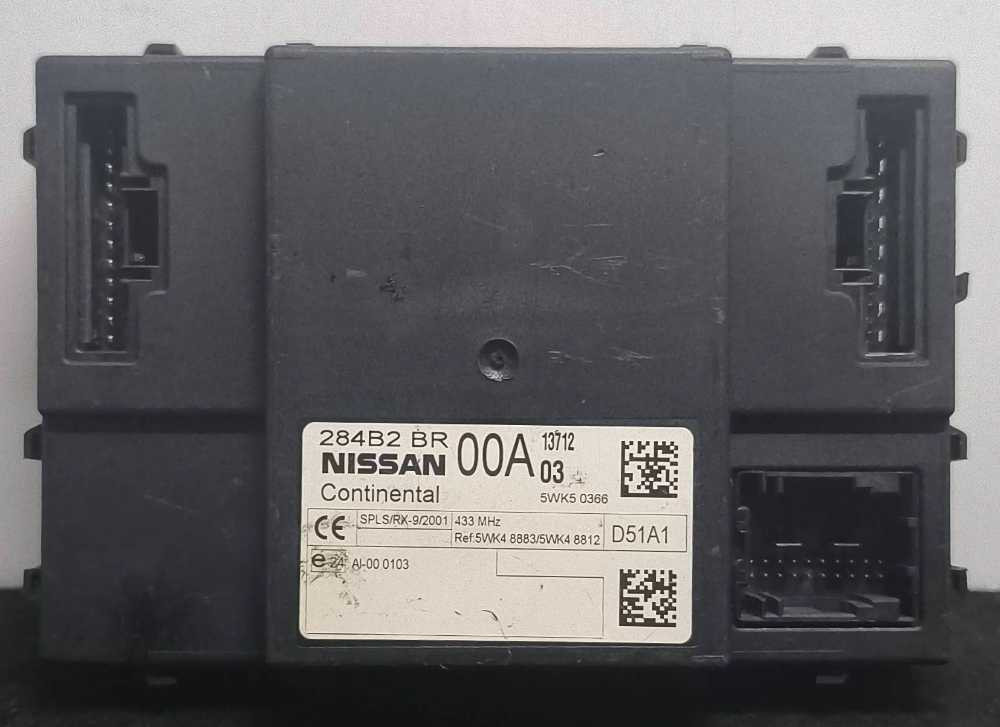 284B2 BR 00A 13712
NISSAN 03
Continental 5WK5 0366
CE SPLS/RX-9/2001 433 MHz
Ref:5WK4 8883/5WK4 8812 D51A1
e 24 AI-00 0103